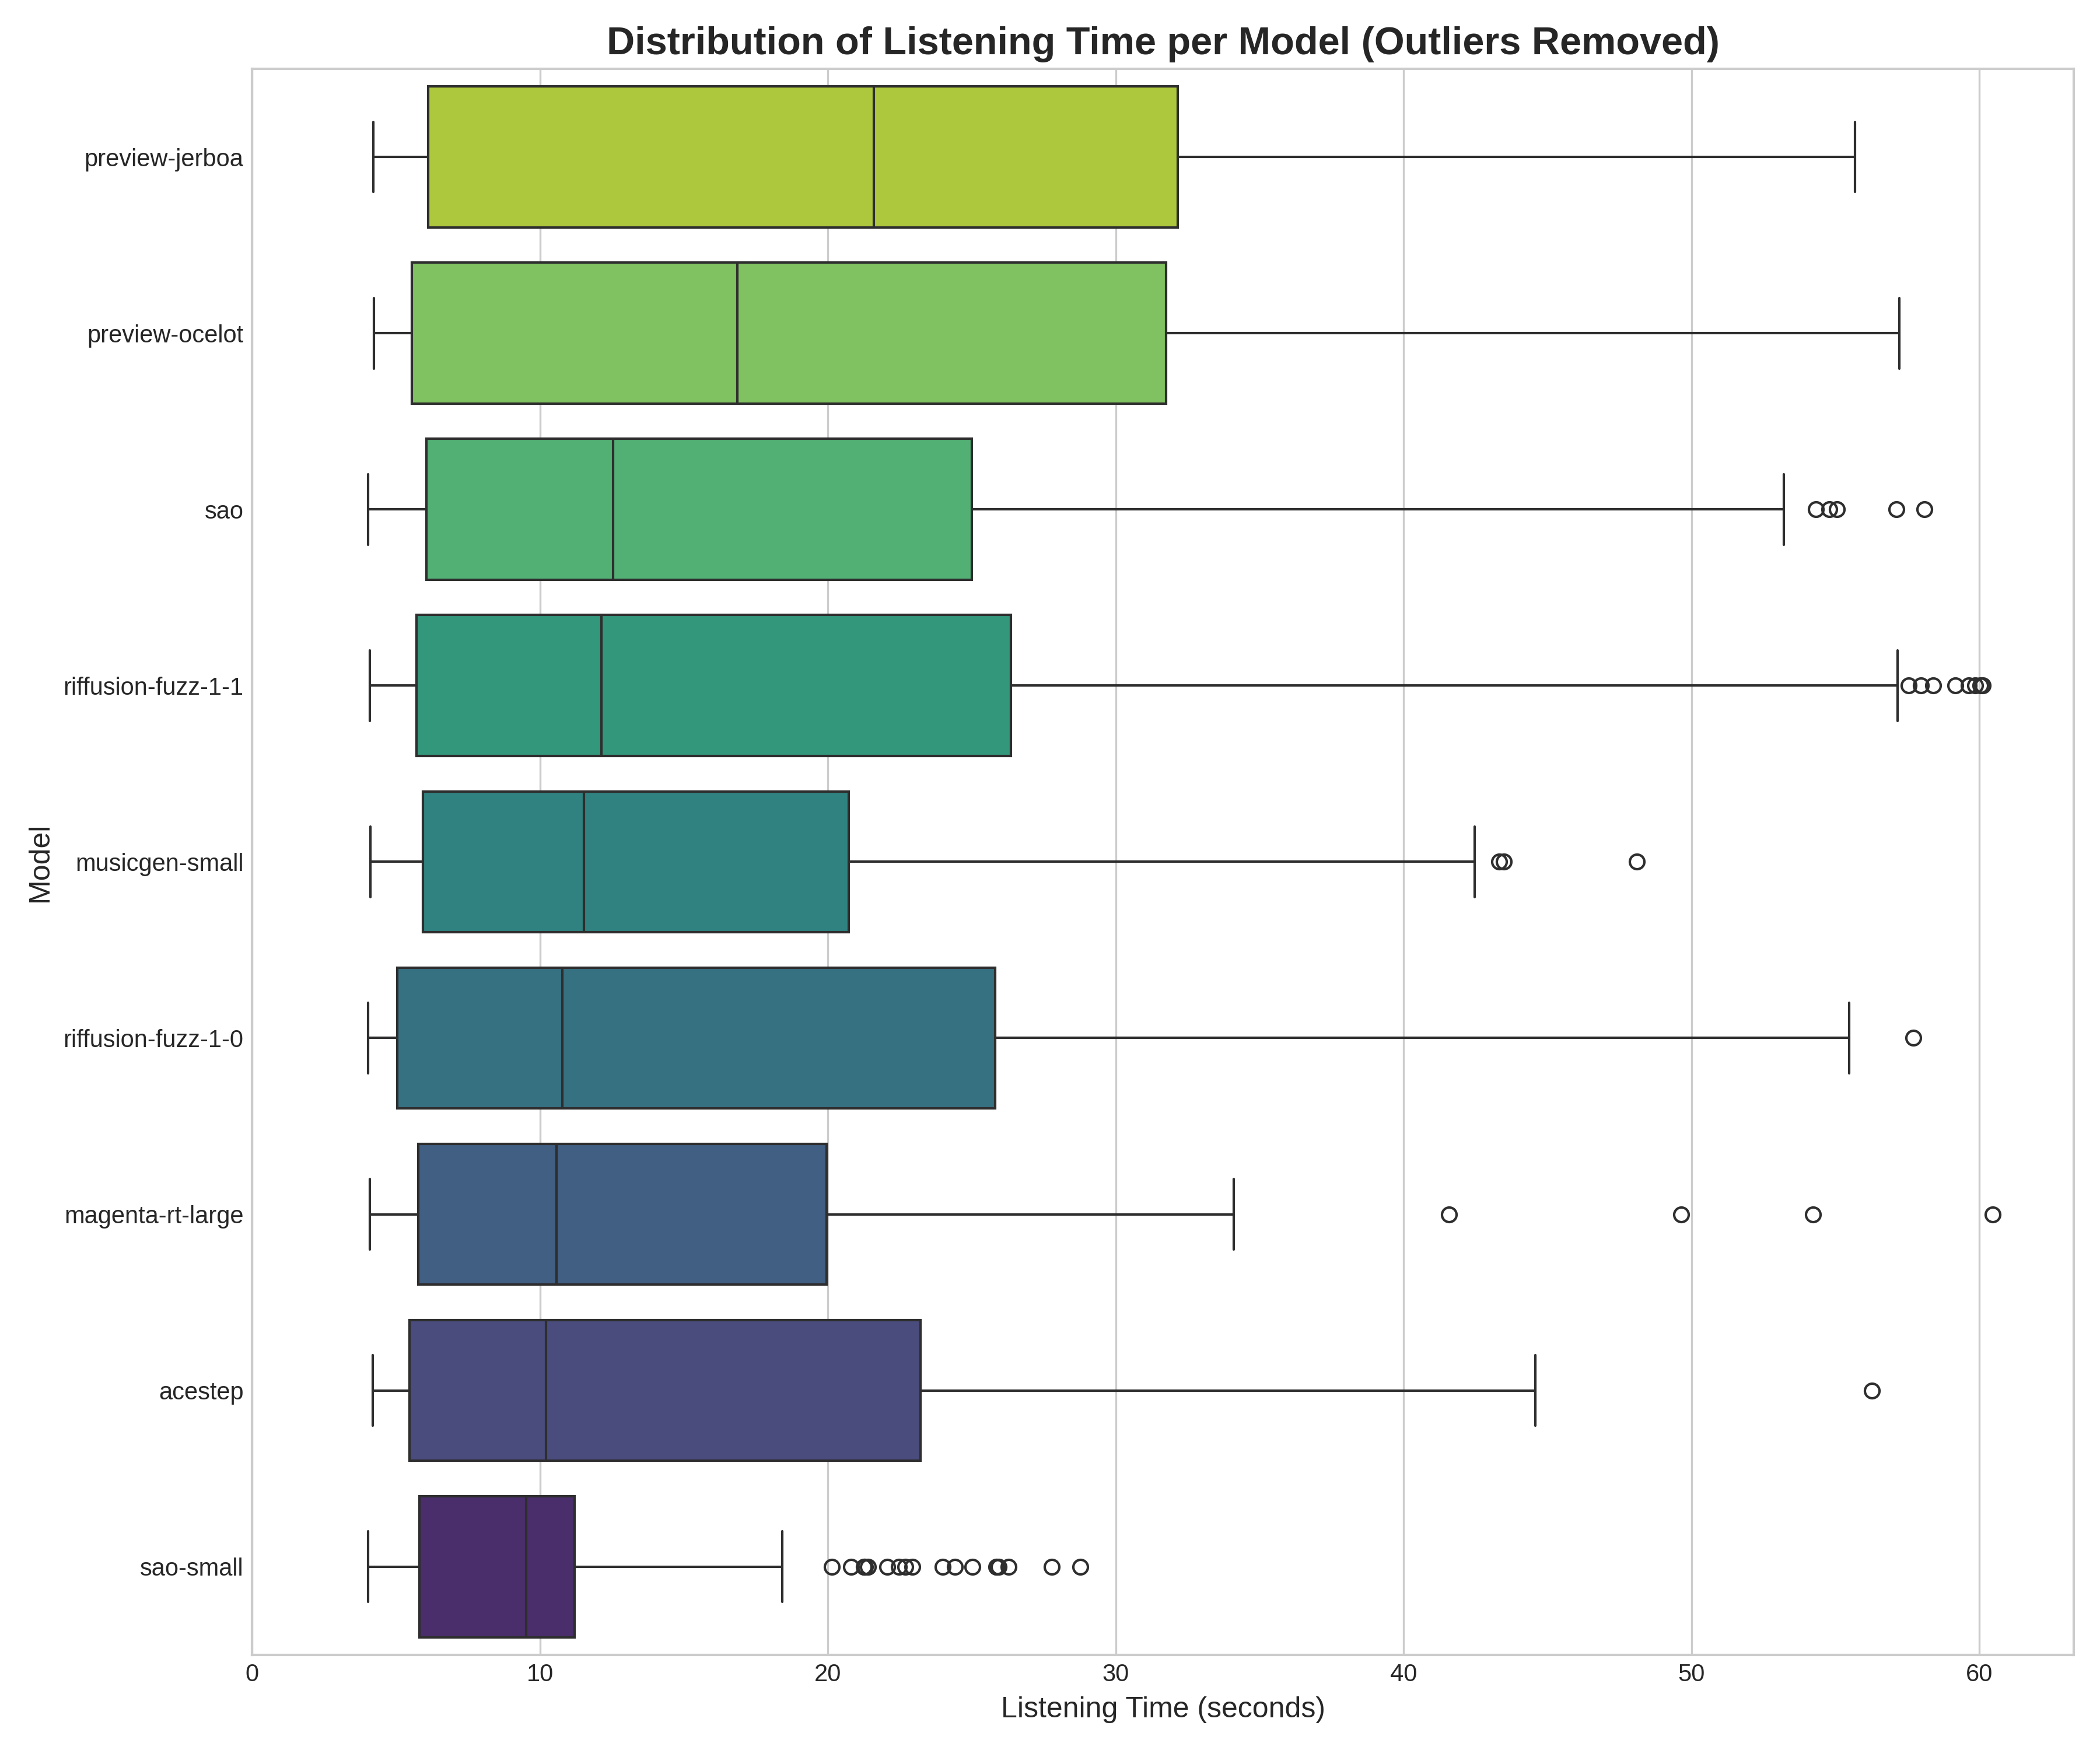 Distribution of Listening Time per Model (Outliers Removed)
preview-jerboa
preview-ocelot
sao
riffusion-fuzz-1-1
musicgen-small
riffusion-fuzz-1-0
magenta-rt-large
acestep
sao-small
Model
0 10 20 30 40 50 60
Listening Time (seconds)